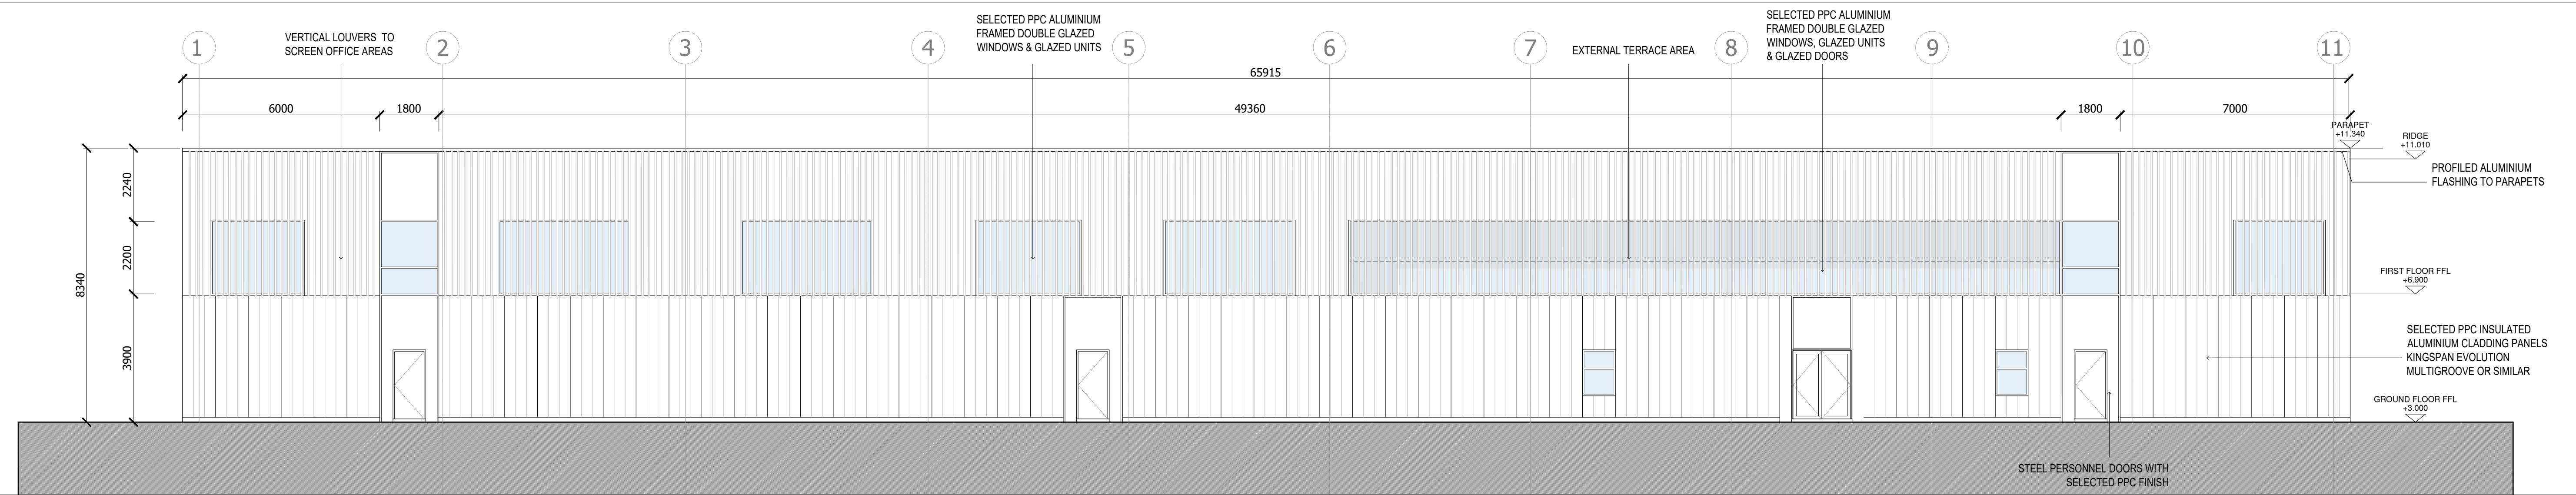 1
VERTICAL LOUVERS TO
SCREEN OFFICE AREAS
2
3
4
SELECTED PPC ALUMINIUM
FRAMED DOUBLE GLAZED
WINDOWS & GLAZED UNITS
5
6
7
EXTERNAL TERRACE AREA
8
SELECTED PPC ALUMINIUM
FRAMED DOUBLE GLAZED
WINDOWS, GLAZED UNITS
& GLAZED DOORS
9
10
11
65915
6000
1800
49360
1800
7000
PARAPET
+11.340
RIDGE
+11.010
PROFILED ALUMINIUM
FLASHING TO PARAPETS
2240
2200
8340
3900
FIRST FLOOR FFL
+6.900
SELECTED PPC INSULATED
ALUMINIUM CLADDING PANELS
KINGSPAN EVOLUTION
MULTIGROOVE OR SIMILAR
GROUND FLOOR FFL
+3.000
STEEL PERSONNEL DOORS WITH
SELECTED PPC FINISH